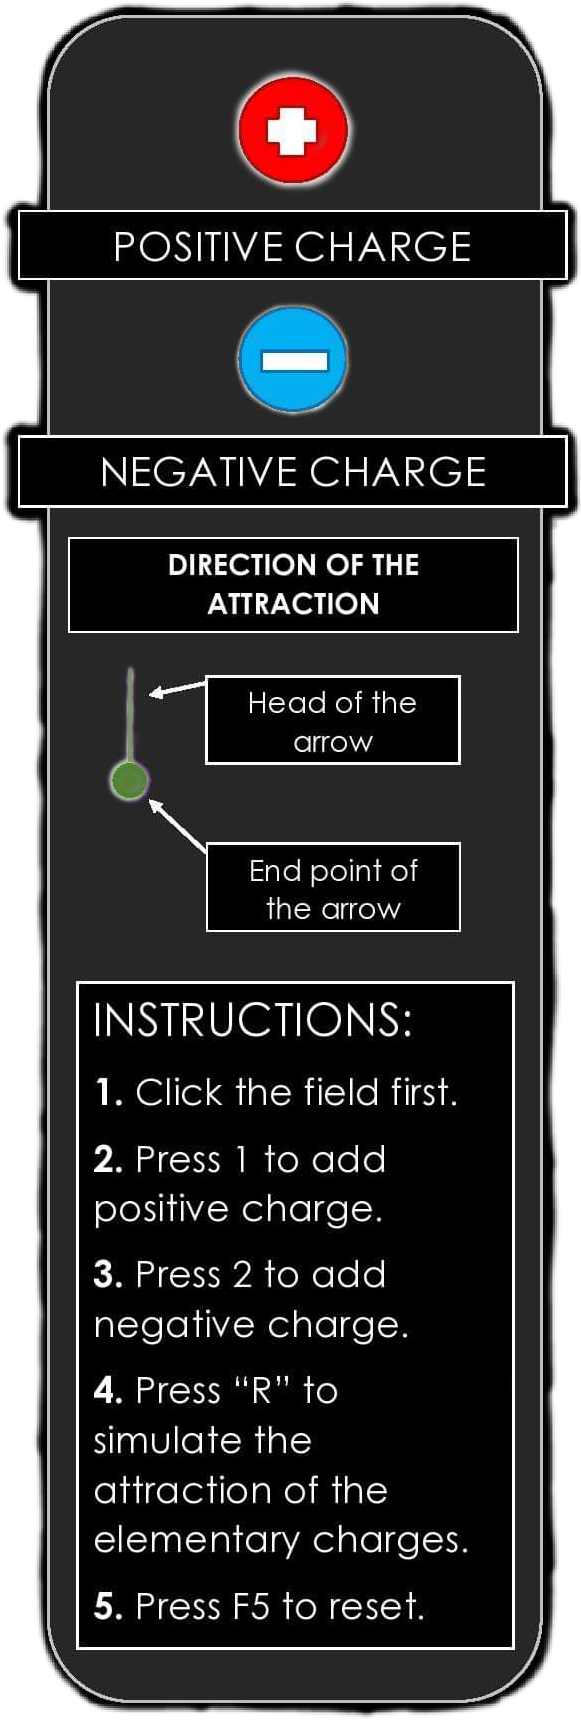 POSITIVE CHARGE
NEGATIVE CHARGE
DIRECTION OF THE
ATTRACTION
Head of the
arrow
End point of
the arrow
INSTRUCTIONS:
1. Click the field first.
2. Press 1 to add
positive charge.
3. Press 2 to add
negative charge.
4. Press “R” to
simulate the
attraction of the
elementary charges.
5. Press F5 to reset.